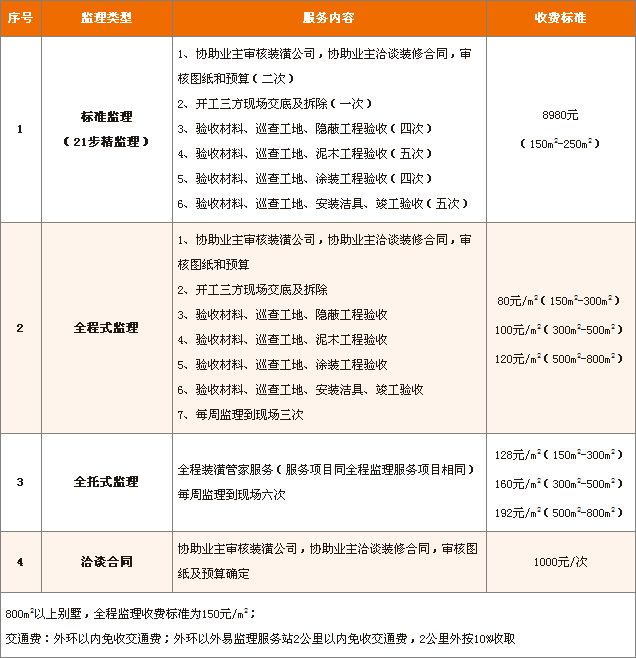 序号 监理类型 服务内容 收费标准
1 标准监理
（21步精监理）
1、协助业主审核装潢公司,协助业主洽谈装修合同,审
核图纸和预算（二次）
2、开工三方现场交底及拆除（一次）
3、验收材料、巡查工地、隐蔽工程验收（四次）
4、验收材料、巡查工地、泥木工程验收（五次）
5、验收材料、巡查工地、涂装工程验收（四次）
6、验收材料、巡查工地、安装洁具、竣工验收（五次）
8980元
（150m²-250m²）
2 全程式监理
1、协助业主审核装潢公司,协助业主洽谈装修合同,审
核图纸和预算
2、开工三方现场交底及拆除
3、验收材料、巡查工地、隐蔽工程验收
4、验收材料、巡查工地、泥术工程验收
5、验收材料、巡查工地、涂装工程验收
6、验收材料、巡查工地、安装洁具、竣工验收
7、每周监理到现场三次
80元/m²（150m²-300m²）
100元/m²（300m²-500m²）
120元/m²（500m²-800m²）
3 全托式监理
全程装潢管家服务（服务项目同全程监理服务项目相同）
每周监理到现场六次
128元/m²（150m²-300m²）
160元/m²（300m²-500m²）
192元/m²（500m²-800m²）
4 洽谈合同
协助业主审核装潢公司,协助业主洽谈装修合同,审核图
纸及预算确定
1000元/次
800m²以上别墅,全程监理收费标准为150元/m²；
交通费：外环以内免收交通费；外环以外易监理服务站2公里以内免收交通费,2公里外按10%收取